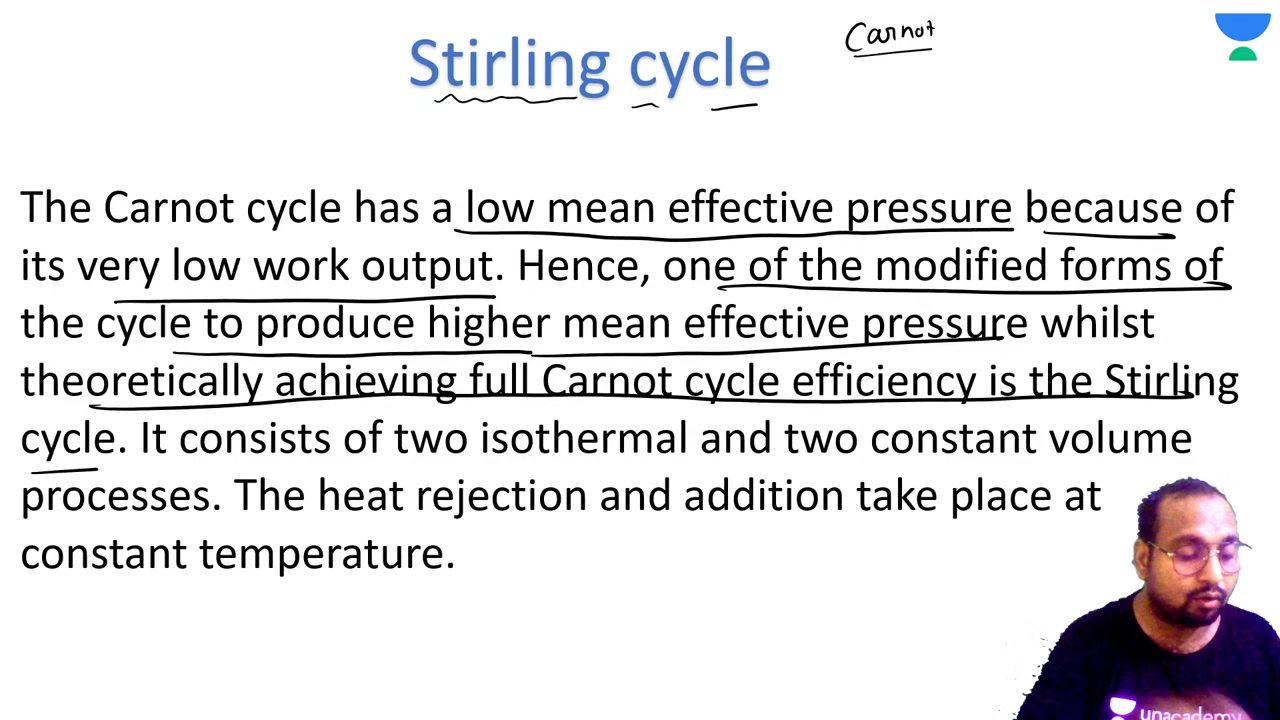 Stirling cycle
Carnot
The Carnot cycle has a low mean effective pressure because of
its very low work output. Hence, one of the modified forms of
the cycle to produce higher mean effective pressure whilst
theoretically achieving full Carnot cycle efficiency is the Stirling
cycle. It consists of two isothermal and two constant volume
processes. The heat rejection and addition take place at
constant temperature.
unacademy